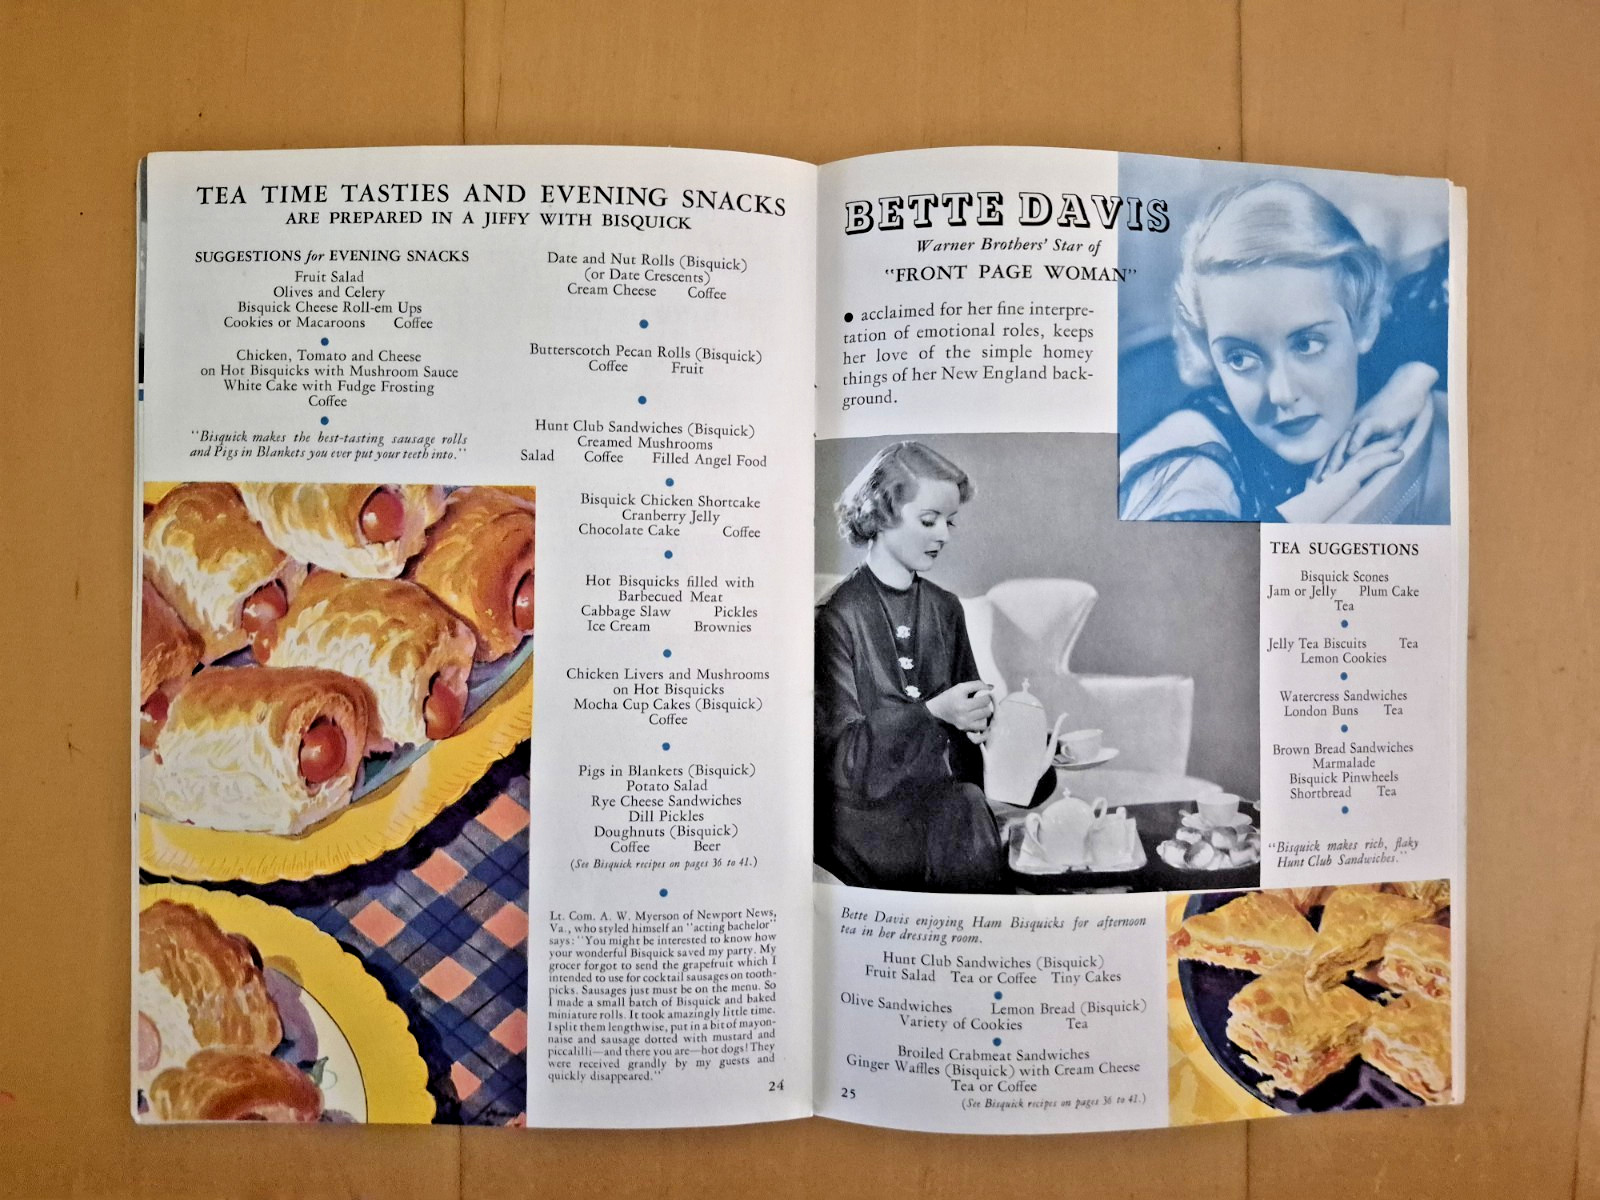 TEA TIME TASTIES AND EVENING SNACKS
ARE PREPARED IN A JIFFY WITH BISQUICK
SUGGESTIONS for EVENING SNACKS
Fruit Salad
Olives and Celery
Bisquick Cheese Roll-em Ups
Cookies or Macaroons Coffee
Chicken, Tomato and Cheese
on Hot Bisquicks with Mushroom Sauce
White Cake with Fudge Frosting
Coffee
"Bisquick makes the best-tasting sausage rolls
and Pigs in Blankets you ever put your teeth into."
Date and Nut Rolls (Bisquick)
(or Date Crescents)
Cream Cheese Coffee
Butterscotch Pecan Rolls (Bisquick)
Coffee Fruit
Hunt Club Sandwiches (Bisquick)
Creamed Mushrooms
Salad Coffee Filled Angel Food
Bisquick Chicken Shortcake
Cranberry Jelly
Chocolate Cake Coffee
Hot Bisquicks filled with
Barbecued Meat
Cabbage Slaw Pickles
Ice Cream Brownies
Chicken Livers and Mushrooms
on Hot Bisquicks
Mocha Cup Cakes (Bisquick)
Coffee
Pigs in Blankets (Bisquick)
Potato Salad
Rye Cheese Sandwiches
Dill Pickles
Doughnuts (Bisquick)
Coffee Beer
(See Bisquick recipes on pages 36 to 41.)
Lt. Com. A. W. Myerson of Newport News,
Va., who styled himself an "acting bachelor"
says: "You might be interested to know how
your wonderful Bisquick saved my party. My
grocer forgot to send the grapefruit which I
intended to use for cocktail sausages on tooth-
picks. Sausages just must be on the menu. So
I made a small batch of Bisquick and baked
miniature rolls. It took amazingly little time.
I split them lengthwise, put in a bit of mayon-
naise and sausage dotted with mustard and
piccalilli—and there you are—hot dogs! They
were received grandly by my guests and
quickly disappeared."
24
BETTE DAVIS
Warner Brothers' Star of
"FRONT PAGE WOMAN"
● acclaimed for her fine interpre-
tation of emotional roles, keeps
her love of the simple homey
things of her New England back-
ground.
TEA SUGGESTIONS
Bisquick Scones
Jam or Jelly Plum Cake
Tea
Jelly Tea Biscuits Tea
Lemon Cookies
Watercress Sandwiches
London Buns Tea
Brown Bread Sandwiches
Marmalade
Bisquick Pinwheels
Shortbread Tea
"Bisquick makes rich, flaky
Hunt Club Sandwiches."
Bette Davis enjoying Ham Bisquicks for afternoon
tea in her dressing room.
Hunt Club Sandwiches (Bisquick)
Fruit Salad Tea or Coffee Tiny Cakes
Olive Sandwiches Lemon Bread (Bisquick)
Variety of Cookies Tea
Broiled Crabmeat Sandwiches
Ginger Waffles (Bisquick) with Cream Cheese
Tea or Coffee
(See Bisquick recipes on pages 36 to 41.)
25